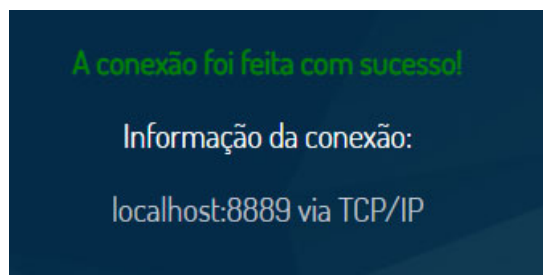 A conexão foi feita com sucesso!
Informação da conexão:
localhost:8889 via TCP/IP